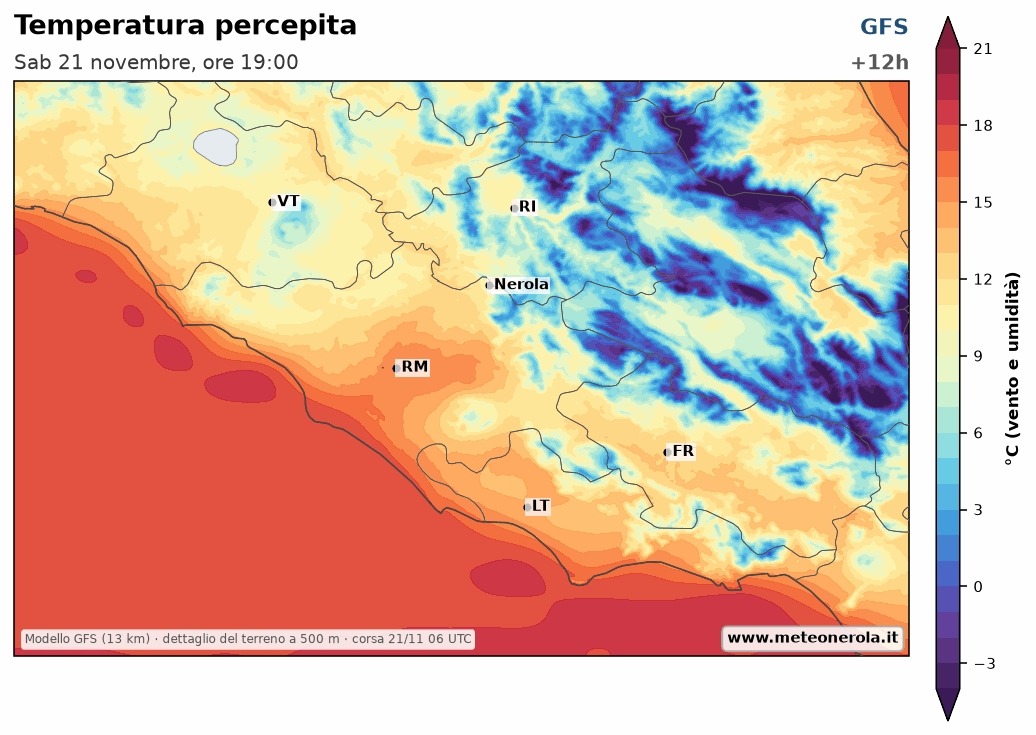 Temperatura percepita
GFS
Sab 21 novembre, ore 19:00
+12h
21
18
15
12
9
6
3
0
−3
°C (vento e umidità)
VT
RI
Nerola
RM
FR
LT
Modello GFS (13 km) · dettaglio del terreno a 500 m · corsa 21/11 06 UTC
www.meteonerola.it